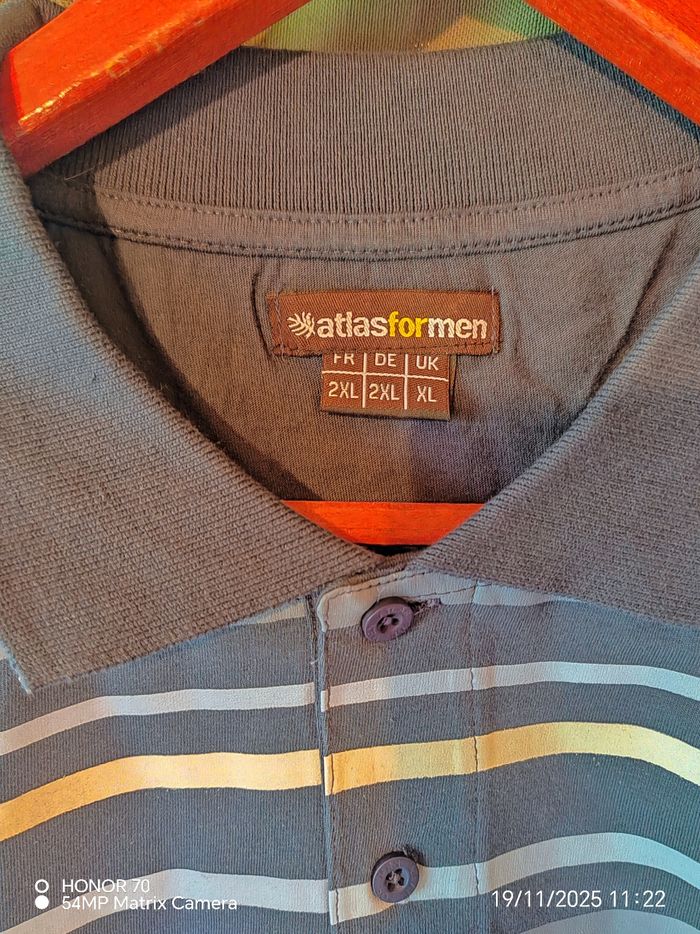 atlasformen
FR DE UK
2XL 2XL XL
HONOR 70
54MP Matrix Camera
19/11/2025 11:22